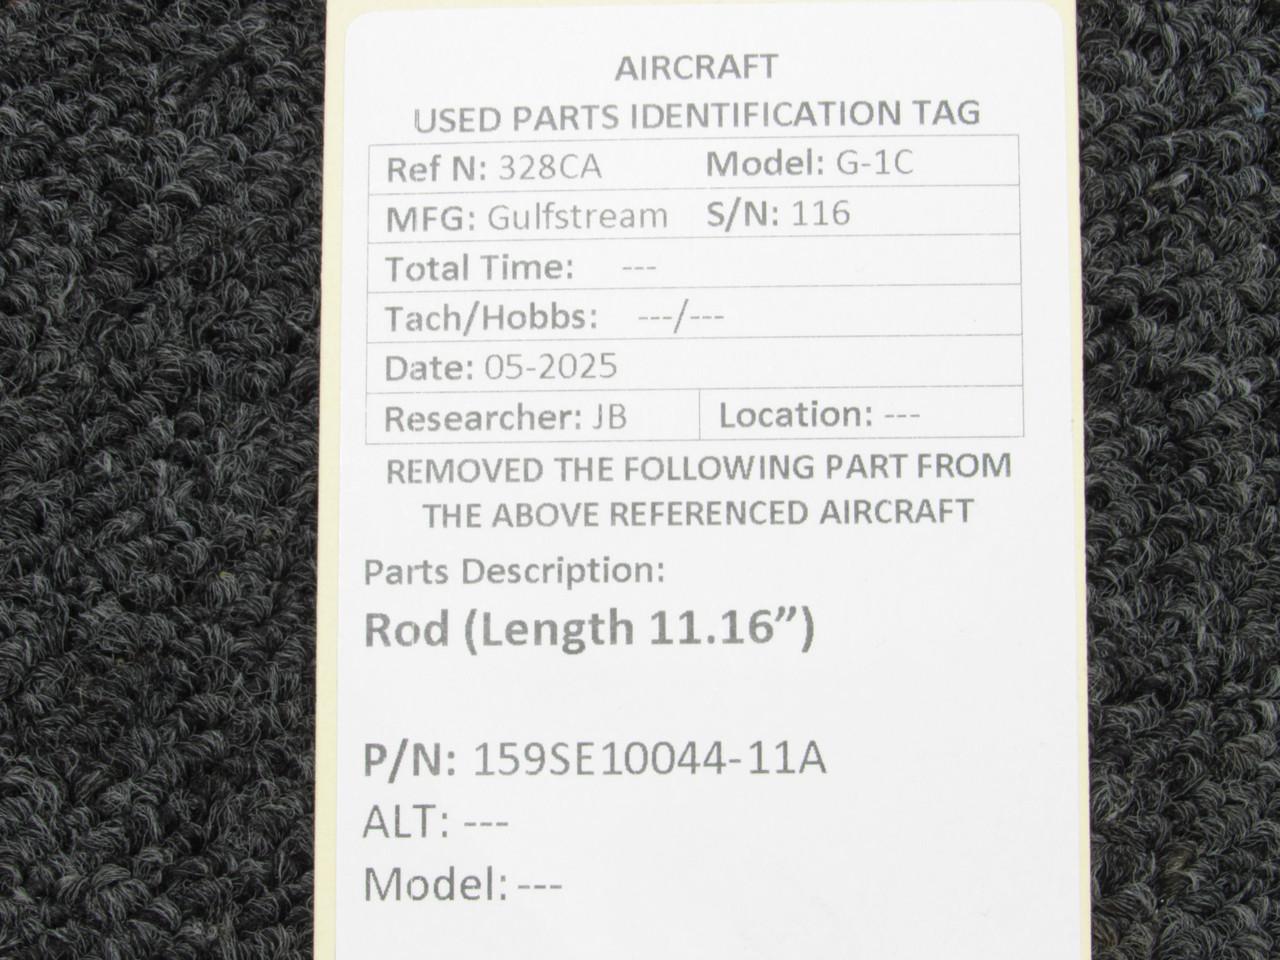 AIRCRAFT
USED PARTS IDENTIFICATION TAG
Ref N: 328CA Model: G-1C
MFG: Gulfstream S/N: 116
Total Time: ---
Tach/Hobbs: ---/---
Date: 05-2025
Researcher: JB Location: ---
REMOVED THE FOLLOWING PART FROM
THE ABOVE REFERENCED AIRCRAFT
Parts Description:
Rod (Length 11.16”)
P/N: 159SE10044-11A
ALT: ---
Model: ---